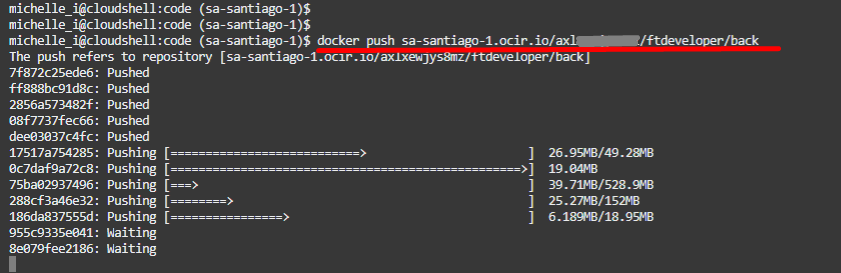 michelle_i@cloudshell:code (sa-santiago-1)$
michelle_i@cloudshell:code (sa-santiago-1)$
michelle_i@cloudshell:code (sa-santiago-1)$ docker push sa-santiago-1.ocir.io/axl /ftdeveloper/back
The push refers to repository [sa-santiago-1.ocir.io/axlxewjys8mz/ftdeveloper/back]
7f872c25ede6: Pushed
ff888bc91d8c: Pushed
2856a573482f: Pushed
08f7737fec66: Pushed
dee03037c4fc: Pushed
17517a754285: Pushing [===========================>                       ]  26.95MB/49.28MB
0c7daf9a72c8: Pushing [==================================================>]  19.04MB
75ba02937496: Pushing [===>                                               ]  39.71MB/528.9MB
288cf3a46e32: Pushing [========>                                          ]  25.27MB/152MB
186da837555d: Pushing [================>                                  ]  6.189MB/18.95MB
955c9335e041: Waiting
8e079fee2186: Waiting